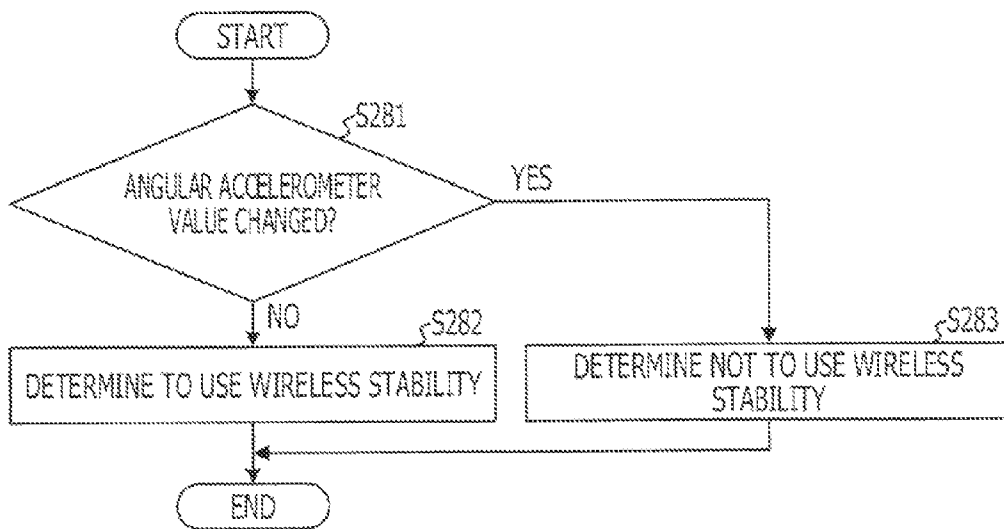 START
S281
ANGULAR ACCELEROMETER
VALUE CHANGED?
YES
NO
S282
DETERMINE TO USE WIRELESS STABILITY
S283
DETERMINE NOT TO USE WIRELESS
STABILITY
END